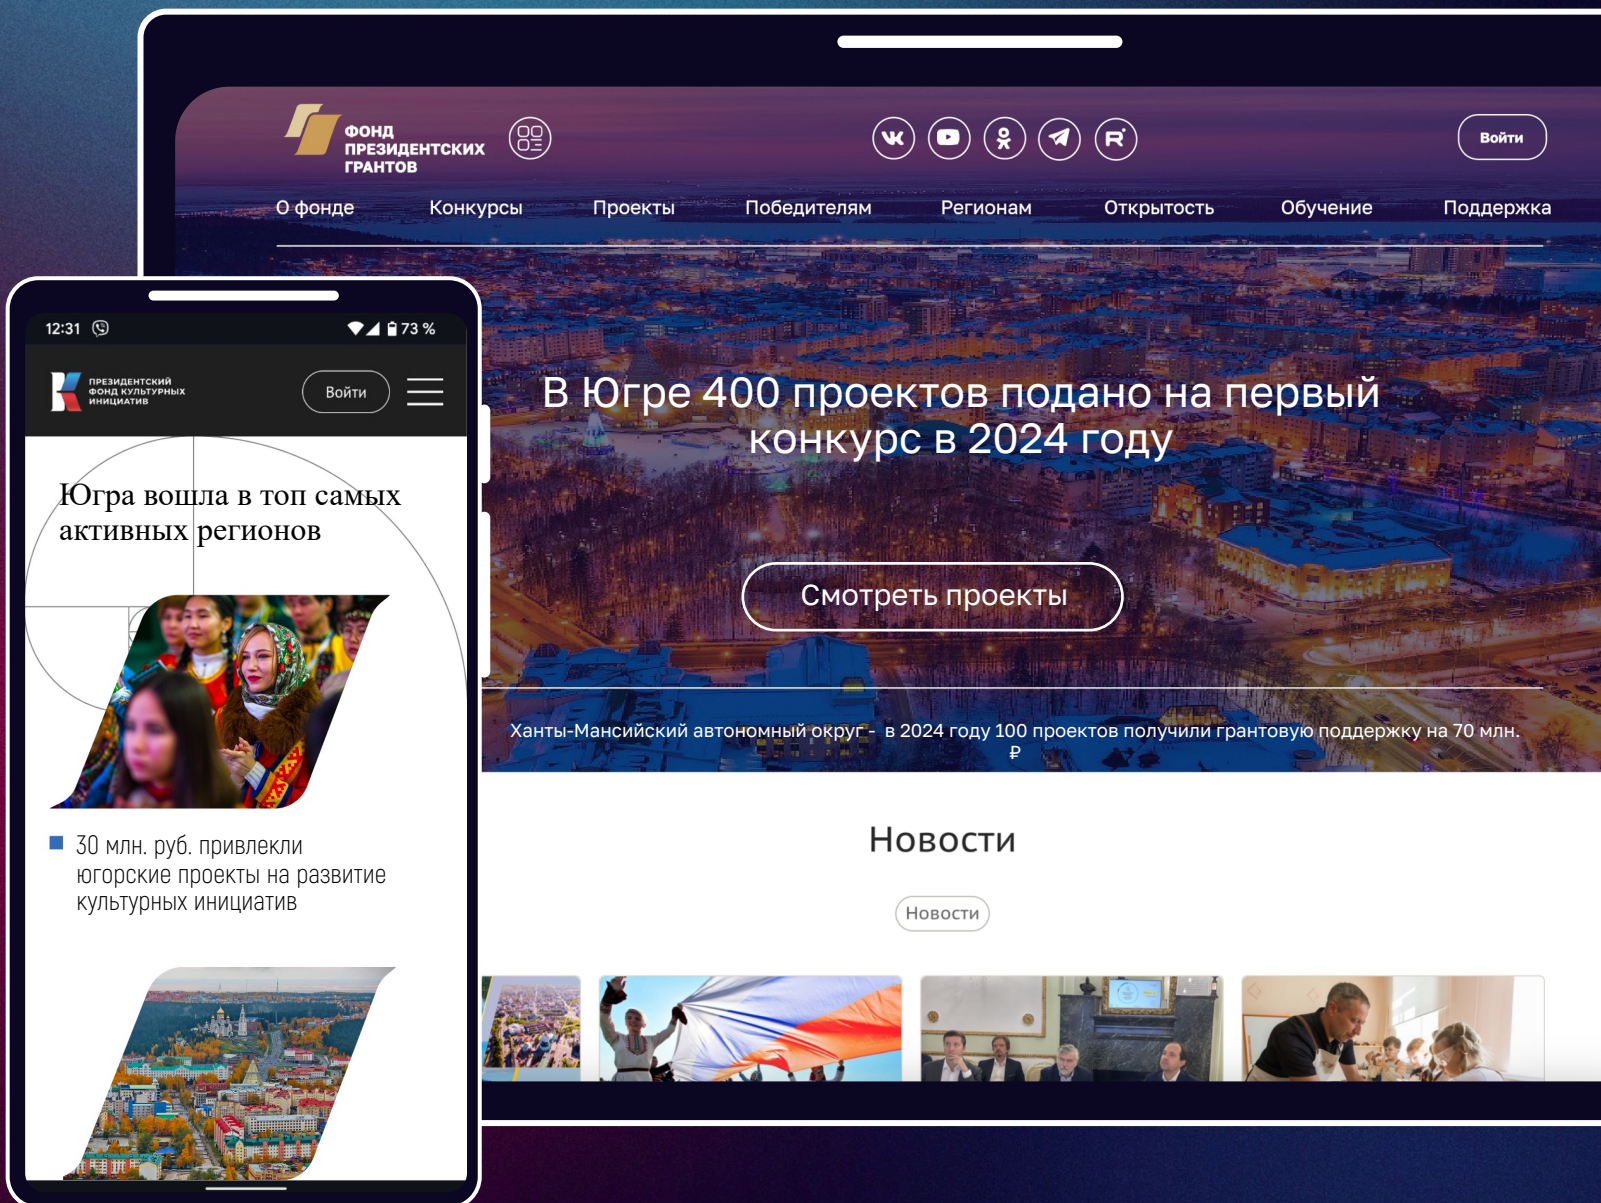 ФОНД
ПРЕЗИДЕНТСКИХ
ГРАНТОВ
Войти
О фонде
Конкурсы
Проекты
Победителям
Регионам
Открытость
Обучение
Поддержка
В Югре 400 проектов подано на первый
конкурс в 2024 году
Смотреть проекты
Ханты-Мансийский автономный округ - в 2024 году 100 проектов получили грантовую поддержку на 70 млн.
₽
Новости
Новости
12:31
73 %
ПРЕЗИДЕНТСКИЙ
ФОНД КУЛЬТУРНЫХ
ИНИЦИАТИВ
Войти
Югра вошла в топ самых
активных регионов
30 млн. руб. привлекли
югорские проекты на развитие
культурных инициатив